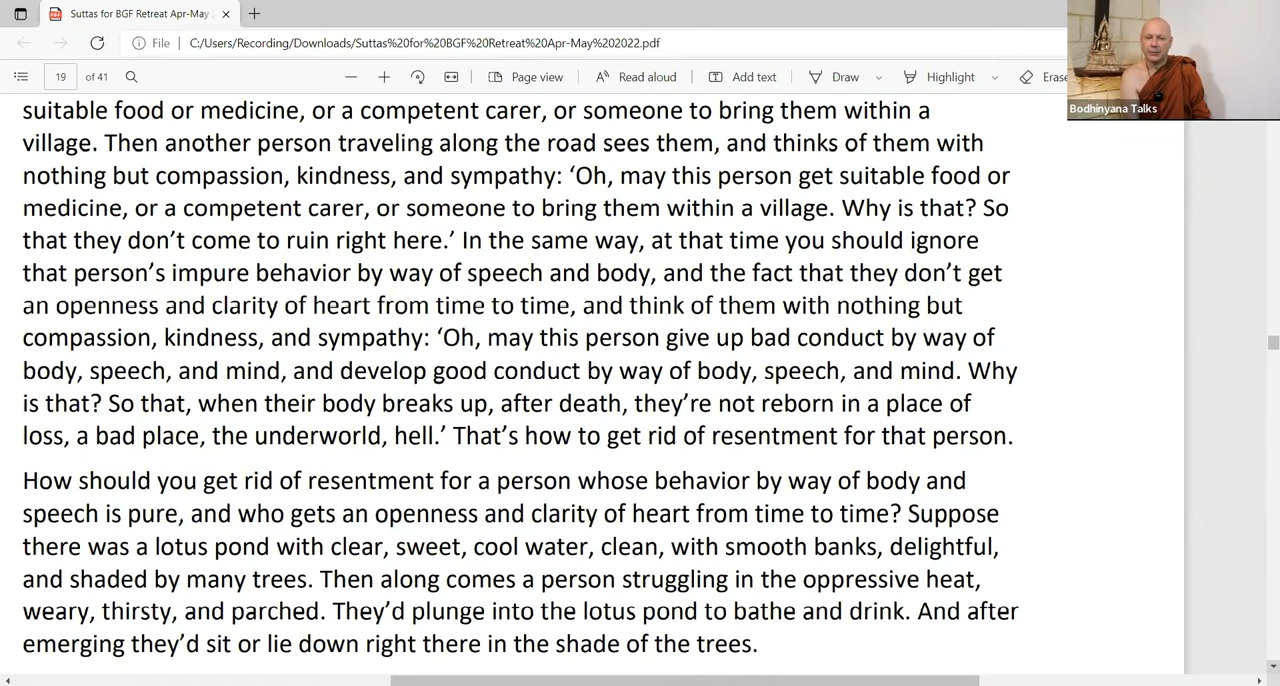 Suttas for BGF Retreat Apr-May
File
C:/Users/Recording/Downloads/Suttas%20for%20BGF%20Retreat%20Apr-May%202022.pdf
19 of 41
Page view
Read aloud
Add text
Draw
Highlight
Erase
Bodhinyana Talks
suitable food or medicine, or a competent carer, or someone to bring them within a
village. Then another person traveling along the road sees them, and thinks of them with
nothing but compassion, kindness, and sympathy: ‘Oh, may this person get suitable food or
medicine, or a competent carer, or someone to bring them within a village. Why is that? So
that they don’t come to ruin right here.’ In the same way, at that time you should ignore
that person’s impure behavior by way of speech and body, and the fact that they don’t get
an openness and clarity of heart from time to time, and think of them with nothing but
compassion, kindness, and sympathy: ‘Oh, may this person give up bad conduct by way of
body, speech, and mind, and develop good conduct by way of body, speech, and mind. Why
is that? So that, when their body breaks up, after death, they’re not reborn in a place of
loss, a bad place, the underworld, hell.’ That’s how to get rid of resentment for that person.
How should you get rid of resentment for a person whose behavior by way of body and
speech is pure, and who gets an openness and clarity of heart from time to time? Suppose
there was a lotus pond with clear, sweet, cool water, clean, with smooth banks, delightful,
and shaded by many trees. Then along comes a person struggling in the oppressive heat,
weary, thirsty, and parched. They’d plunge into the lotus pond to bathe and drink. And after
emerging they’d sit or lie down right there in the shade of the trees.